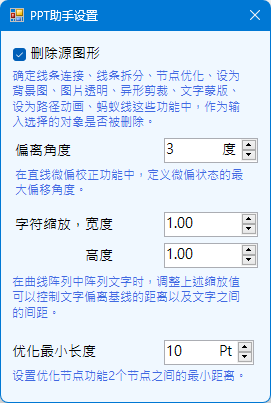 PPT助手设置
删除源图形
确定线条连接、线条拆分、节点优化、设为
背景图、图片透明、异形剪裁、文字蒙版、
设为路径动画、蚂蚁线这些功能中，作为输
入选择的对象是否被删除。
偏离角度 3 度
在直线微偏校正功能中，定义微偏状态的最
大偏移角度。
字符缩放，宽度 1.00
高度 1.00
在曲线阵列中阵列文字时，调整上述缩放值
可以控制文字偏离基线的距离以及文字之间
的间距。
优化最小长度 10 Pt
设置优化节点功能2个节点之间的最小距离。